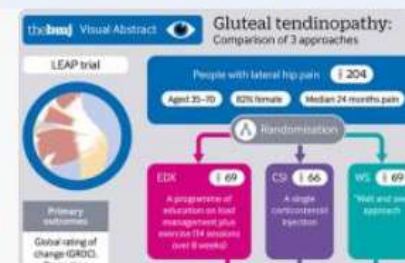 thebmj Visual Abstract
Gluteal tendinopathy:
Comparison of 3 approaches
LEAP trial
People with lateral hip pain 204
Aged 35-70 82% female Median 24 months pain
Randomisation
EDX 69
A programme of
education on load
management plus
exercise (14 sessions
over 8 weeks)
CSI 66
A single
corticosteroid
injection
WS 69
"Wait and see"
approach
Primary
outcomes
Global rating of
change (GROC).